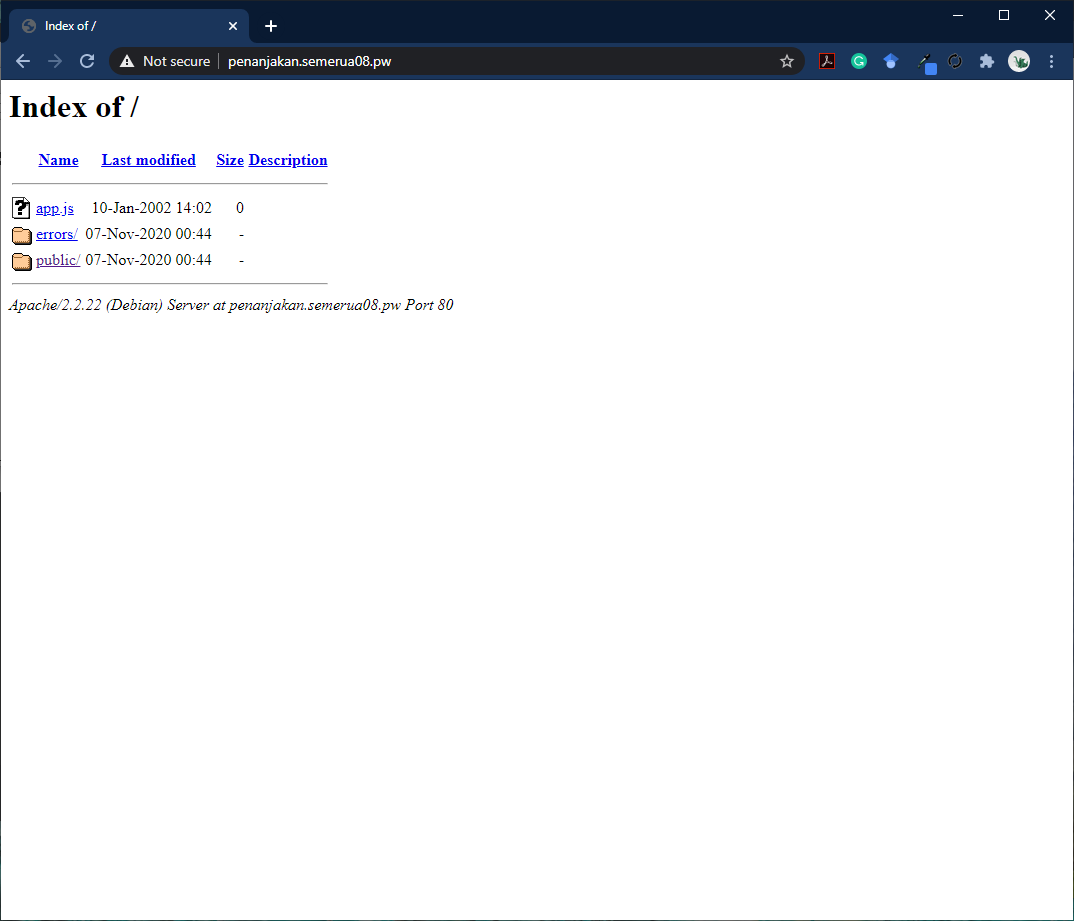 Index of /
Not secure penanjakan.semerua08.pw
Index of /
Name Last modified Size Description
app.js 10-Jan-2002 14:02 0
errors/ 07-Nov-2020 00:44 -
public/ 07-Nov-2020 00:44 -
Apache/2.2.22 (Debian) Server at penanjakan.semerua08.pw Port 80